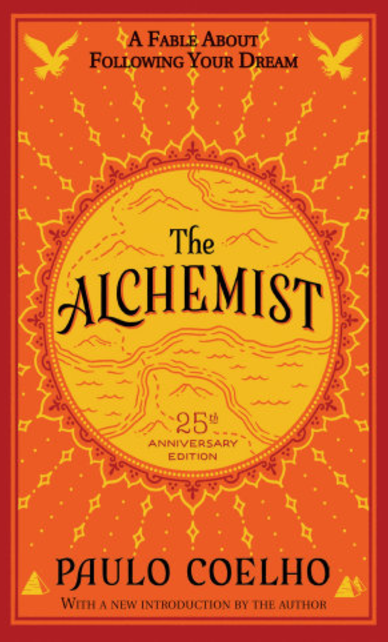 A Fable About
Following Your Dream
The
Alchemist
25th
Anniversary
Edition
Paulo Coelho
With a new introduction by the author